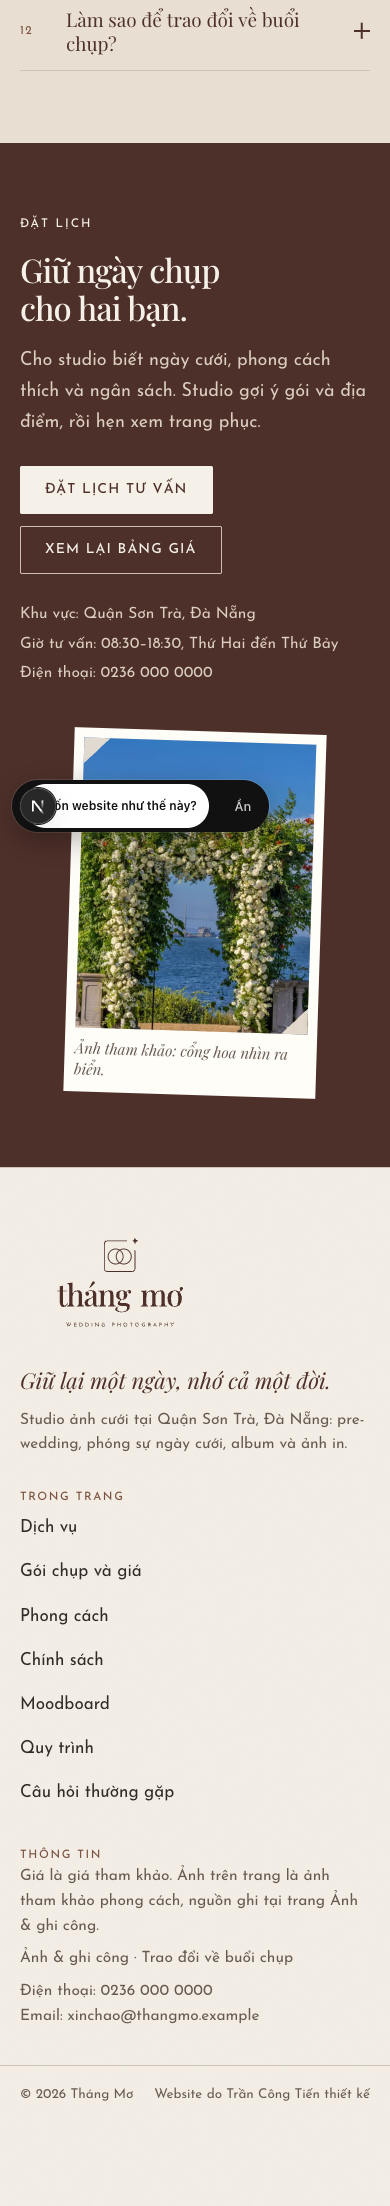 12
Làm sao để trao đổi về buổi
chụp?
ĐẶT LỊCH
Giữ ngày chụp
cho hai bạn.
Cho studio biết ngày cưới, phong cách
thích và ngân sách. Studio gợi ý gói và địa
điểm, rồi hẹn xem trang phục.
ĐẶT LỊCH TƯ VẤN
XEM LẠI BẢNG GIÁ
Khu vực: Quận Sơn Trà, Đà Nẵng
Giờ tư vấn: 08:30–18:30, Thứ Hai đến Thứ Bảy
Điện thoại: 0236 000 0000
N
website như thế này?
Ẩn
Ảnh tham khảo: cổng hoa nhìn ra
biển.
tháng mơ
WEDDING PHOTOGRAPHY
Giữ lại một ngày, nhớ cả một đời.
Studio ảnh cưới tại Quận Sơn Trà, Đà Nẵng: pre-
wedding, phóng sự ngày cưới, album và ảnh in.
TRONG TRANG
Dịch vụ
Gói chụp và giá
Phong cách
Chính sách
Moodboard
Quy trình
Câu hỏi thường gặp
THÔNG TIN
Giá là giá tham khảo. Ảnh trên trang là ảnh
tham khảo phong cách, nguồn ghi tại trang Ảnh
& ghi công.
Ảnh & ghi công · Trao đổi về buổi chụp
Điện thoại: 0236 000 0000
Email: xinchao@thangmo.example
© 2026 Tháng Mơ
Website do Trần Công Tiến thiết kế